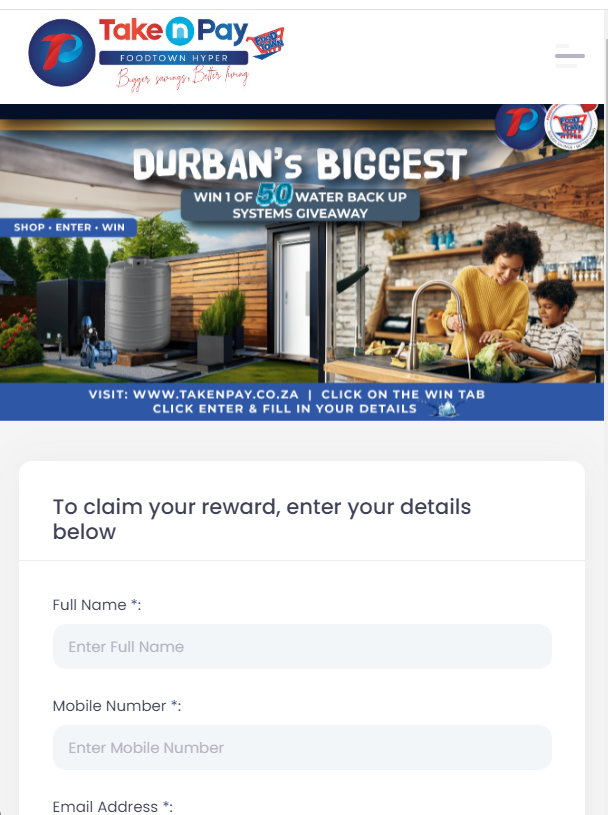 Take n Pay
FOODTOWN HYPER
Bigger savings, Better living
FOOD TOWN
DURBAN's BIGGEST
WIN 1 OF 50 WATER BACK UP
SYSTEMS GIVEAWAY
SHOP • ENTER • WIN
VISIT: WWW.TAKENPAY.CO.ZA | CLICK ON THE WIN TAB
CLICK ENTER & FILL IN YOUR DETAILS
To claim your reward, enter your details
below
Full Name *:
Enter Full Name
Mobile Number *:
Enter Mobile Number
Email Address *: